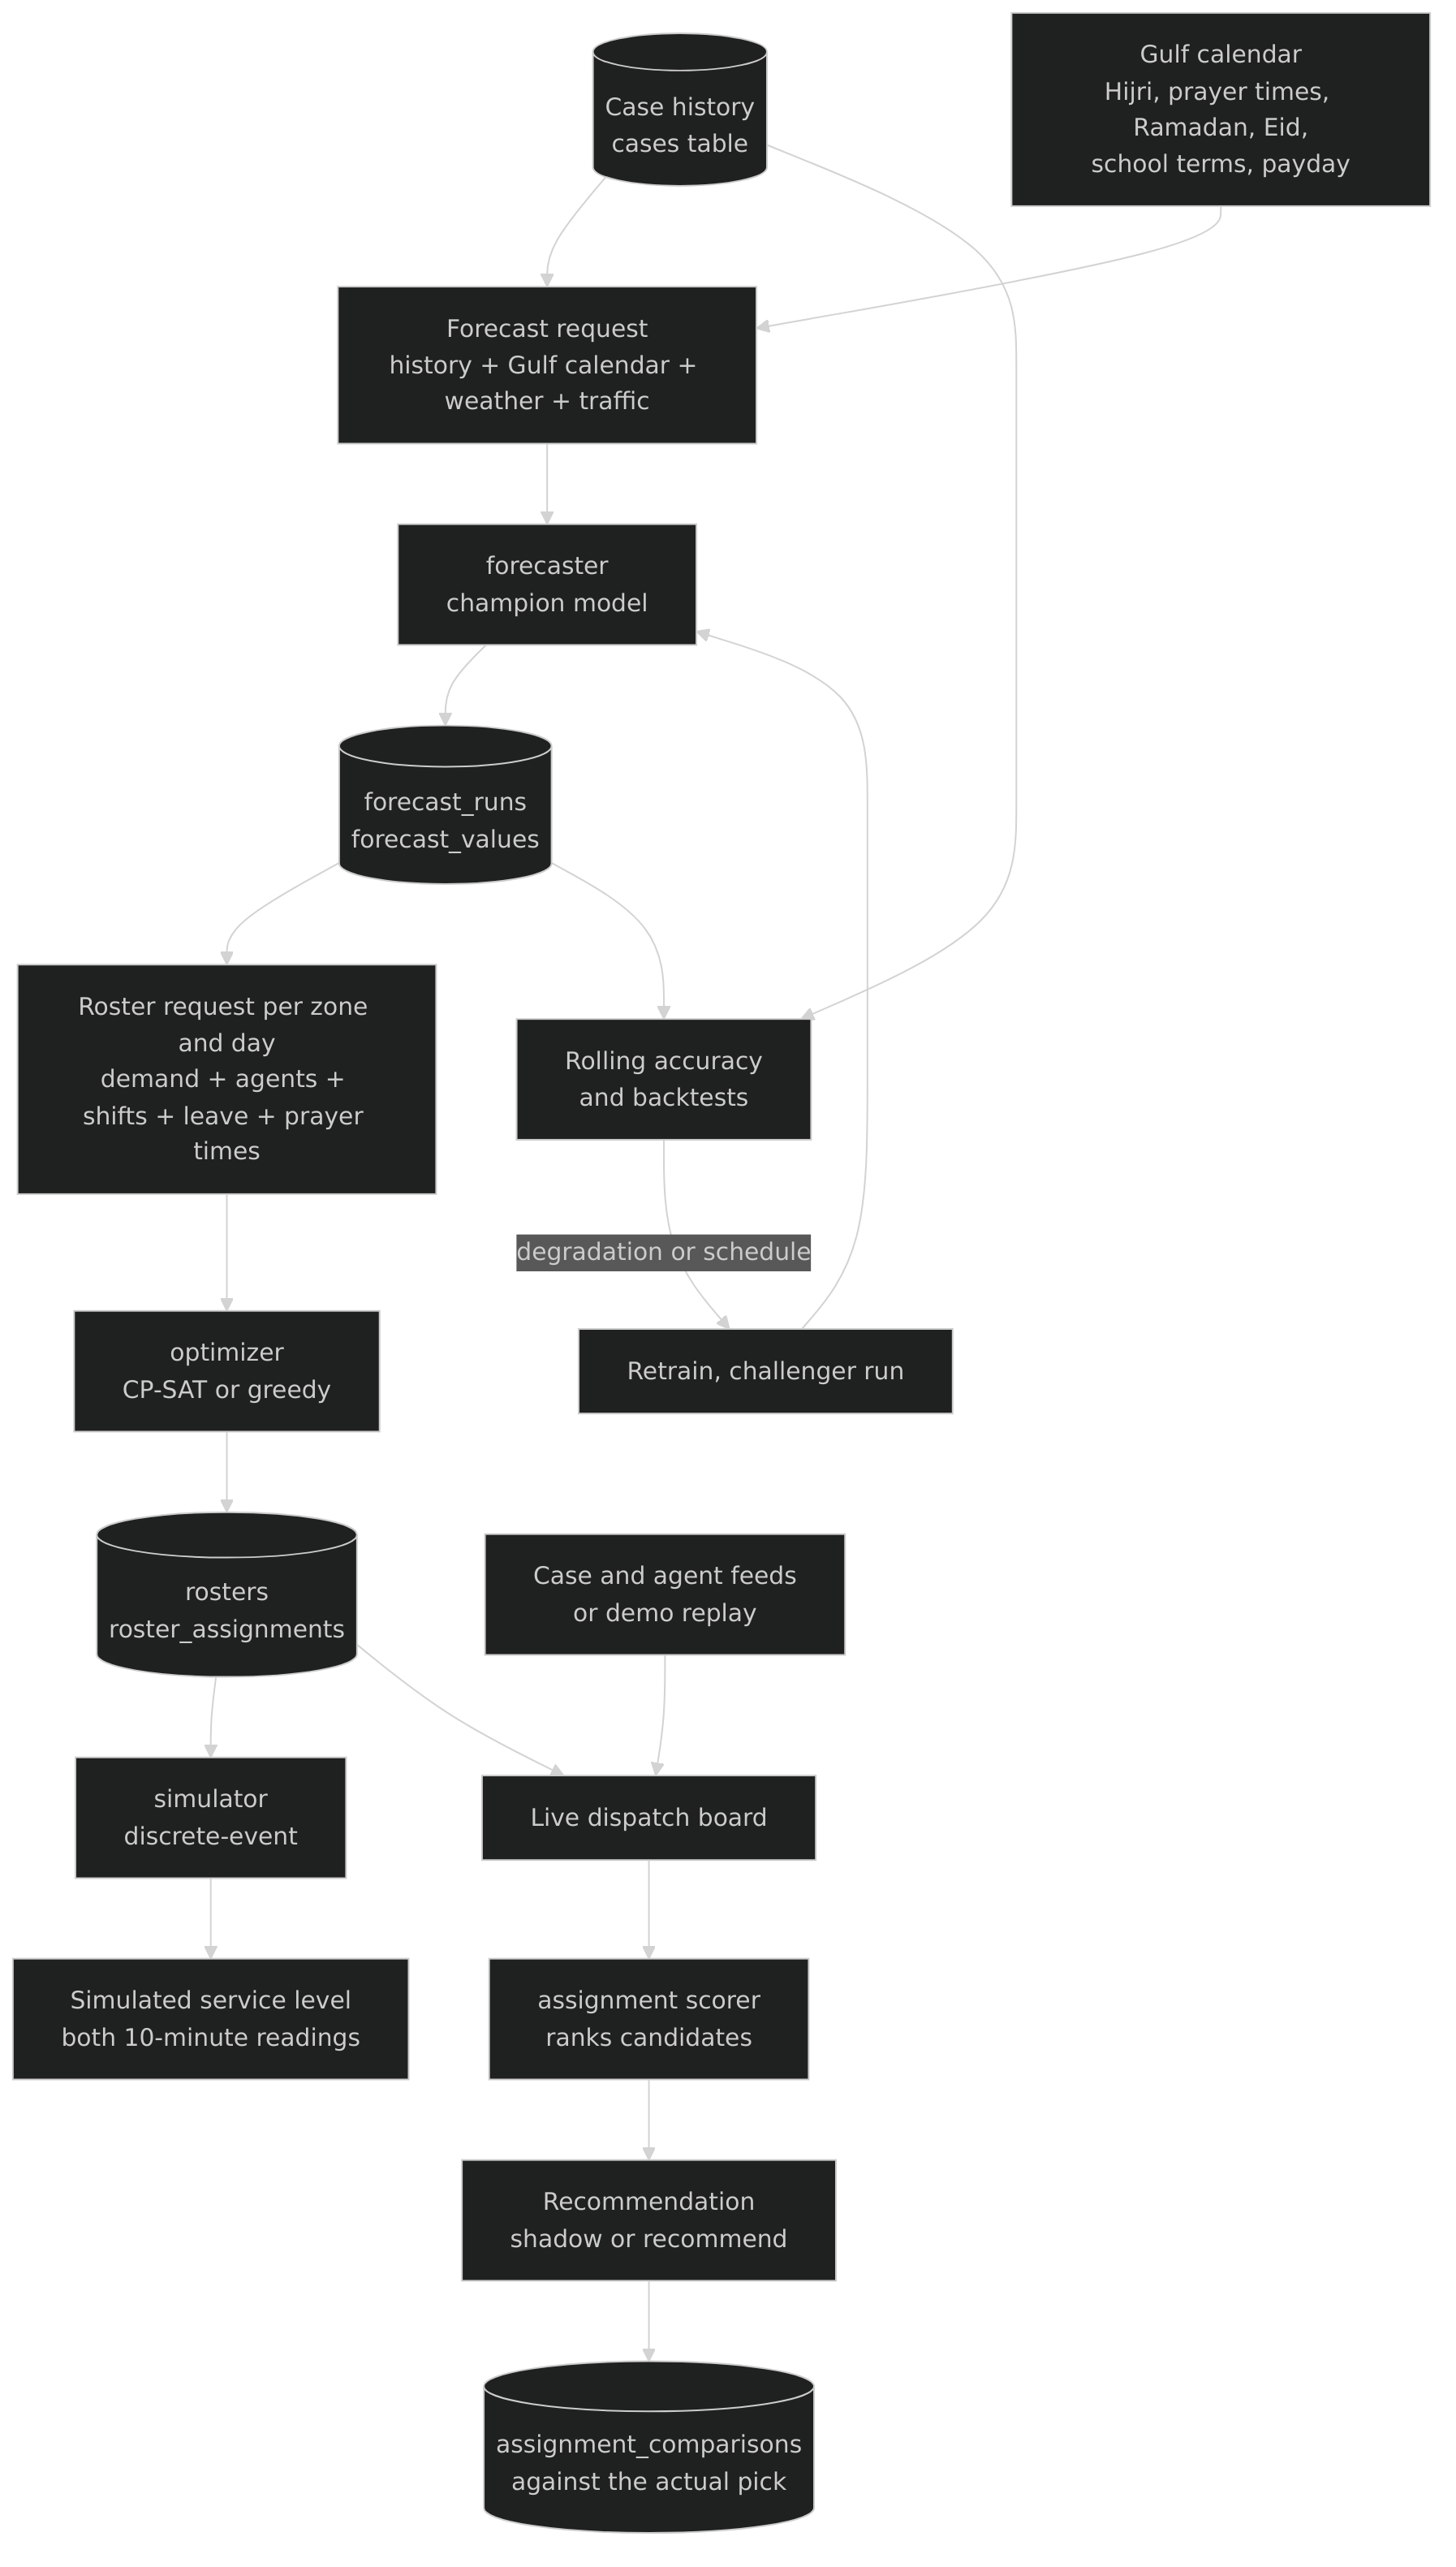 Case history
cases table
Gulf calendar
Hijri, prayer times,
Ramadan, Eid,
school terms, payday
Forecast request
history + Gulf calendar +
weather + traffic
forecaster
champion model
forecast_runs
forecast_values
Roster request per zone
and day
demand + agents +
shifts + leave + prayer
times
Rolling accuracy
and backtests
degradation or schedule
optimizer
CP-SAT or greedy
Retrain, challenger run
rosters
roster_assignments
Case and agent feeds
or demo replay
simulator
discrete-event
Live dispatch board
Simulated service level
both 10-minute readings
assignment scorer
ranks candidates
Recommendation
shadow or recommend
assignment_comparisons
against the actual pick